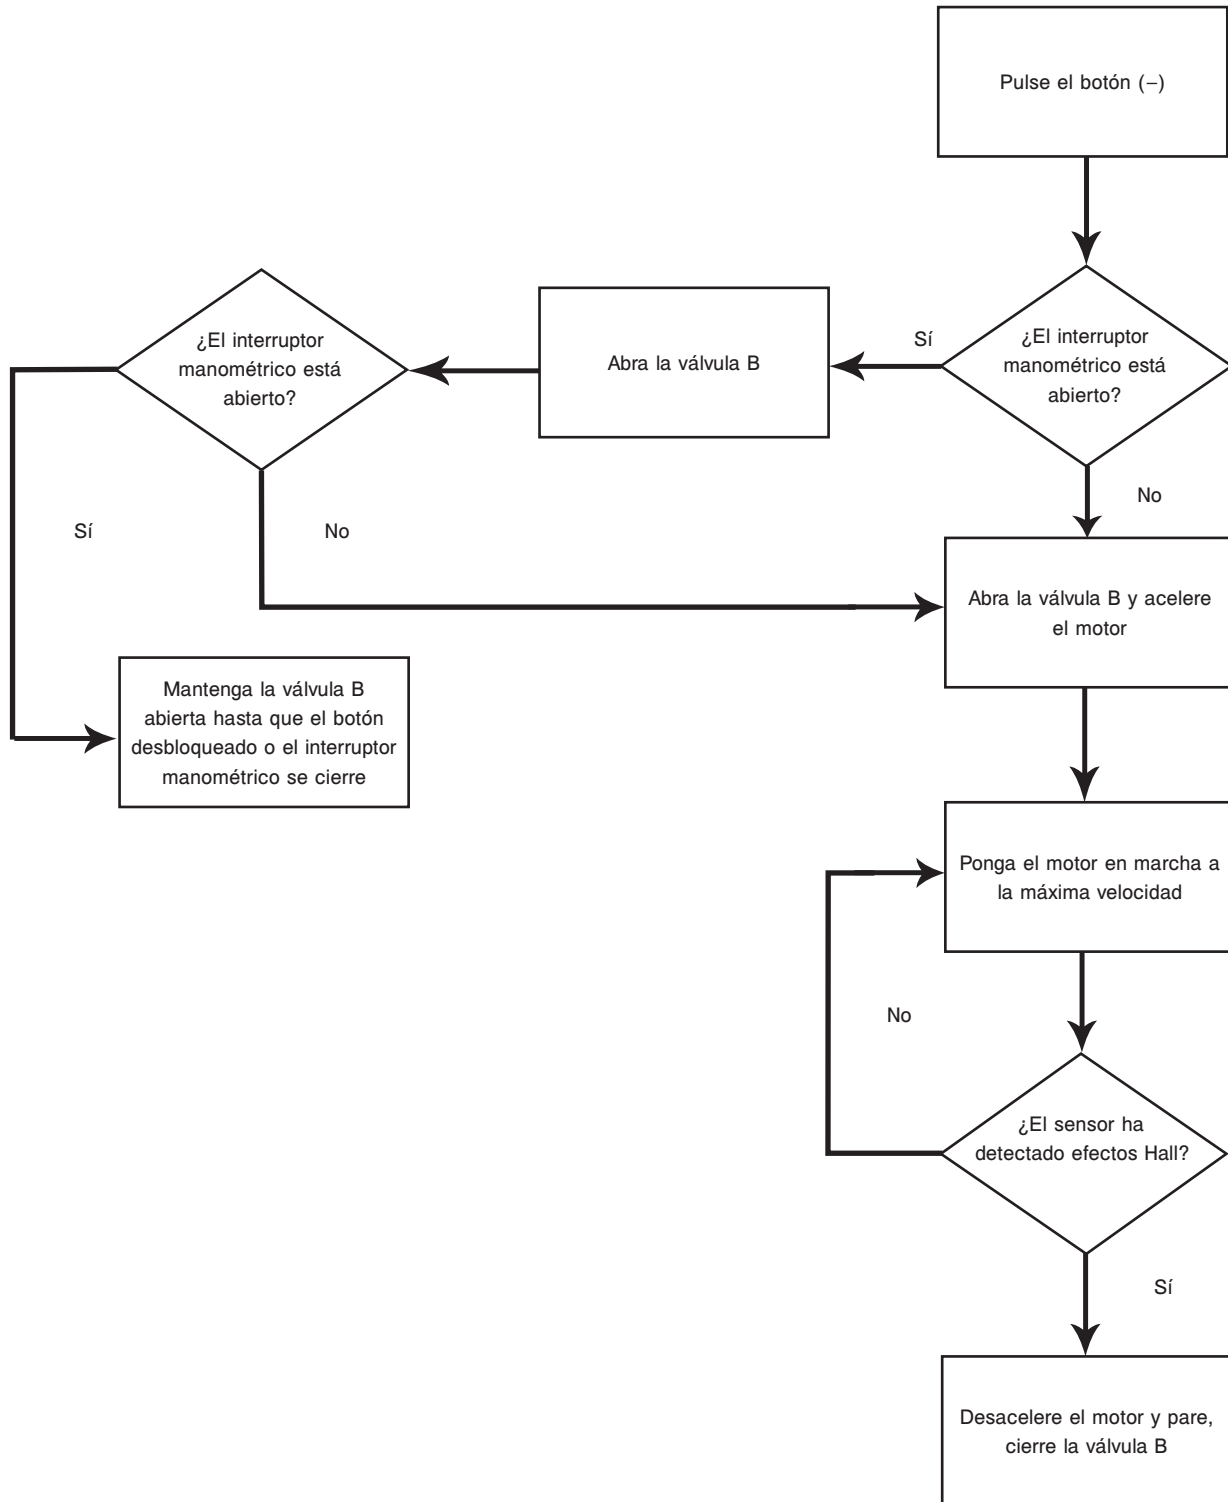 Pulse el botón (–)
¿El interruptor
manométrico está
abierto?
Sí
Abra la válvula B
¿El interruptor
manométrico está
abierto?
No
Sí
No
Abra la válvula B y acelere
el motor
Mantenga la válvula B
abierta hasta que el botón
desbloqueado o el interruptor
manométrico se cierre
Ponga el motor en marcha a
la máxima velocidad
No
¿El sensor ha
detectado efectos Hall?
Sí
Desacelere el motor y pare,
cierre la válvula B